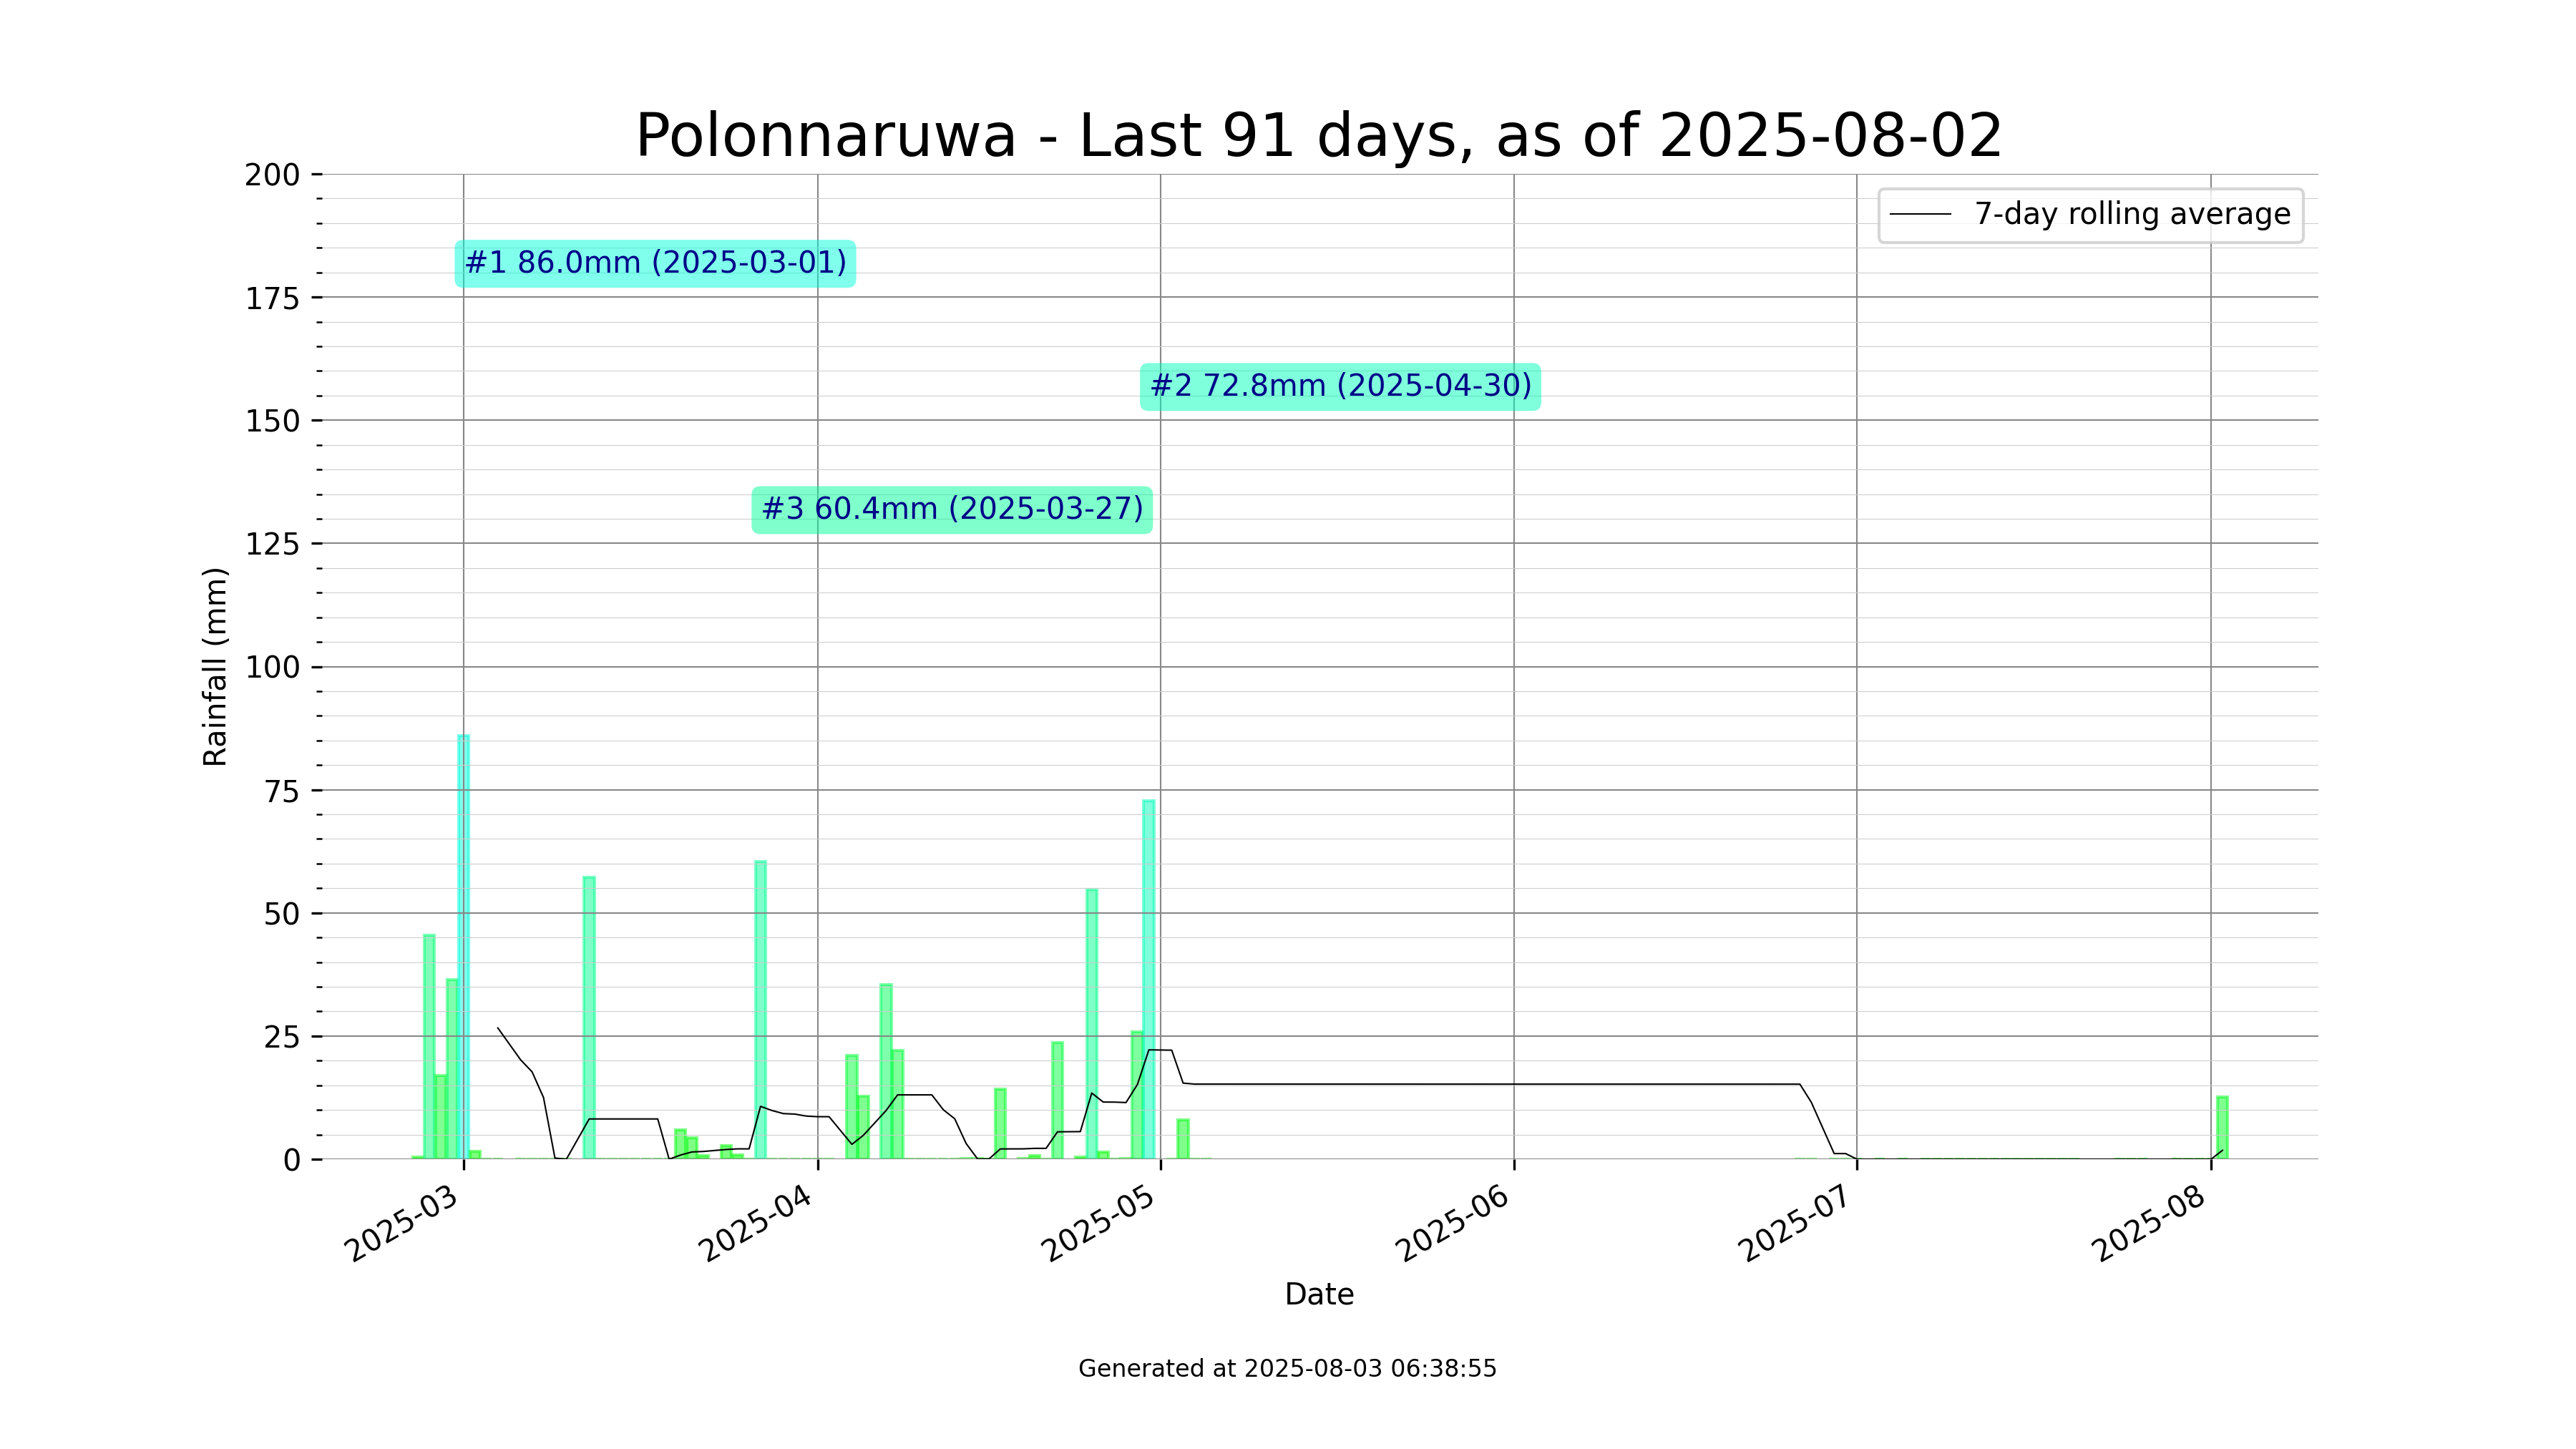 Polonnaruwa - Last 91 days, as of 2025-08-02
7-day rolling average
#1 86.0mm (2025-03-01)
#2 72.8mm (2025-04-30)
#3 60.4mm (2025-03-27)
Rainfall (mm)
200
175
150
125
100
75
50
25
0
2025-03
2025-04
2025-05
2025-06
2025-07
2025-08
Date
Generated at 2025-08-03 06:38:55